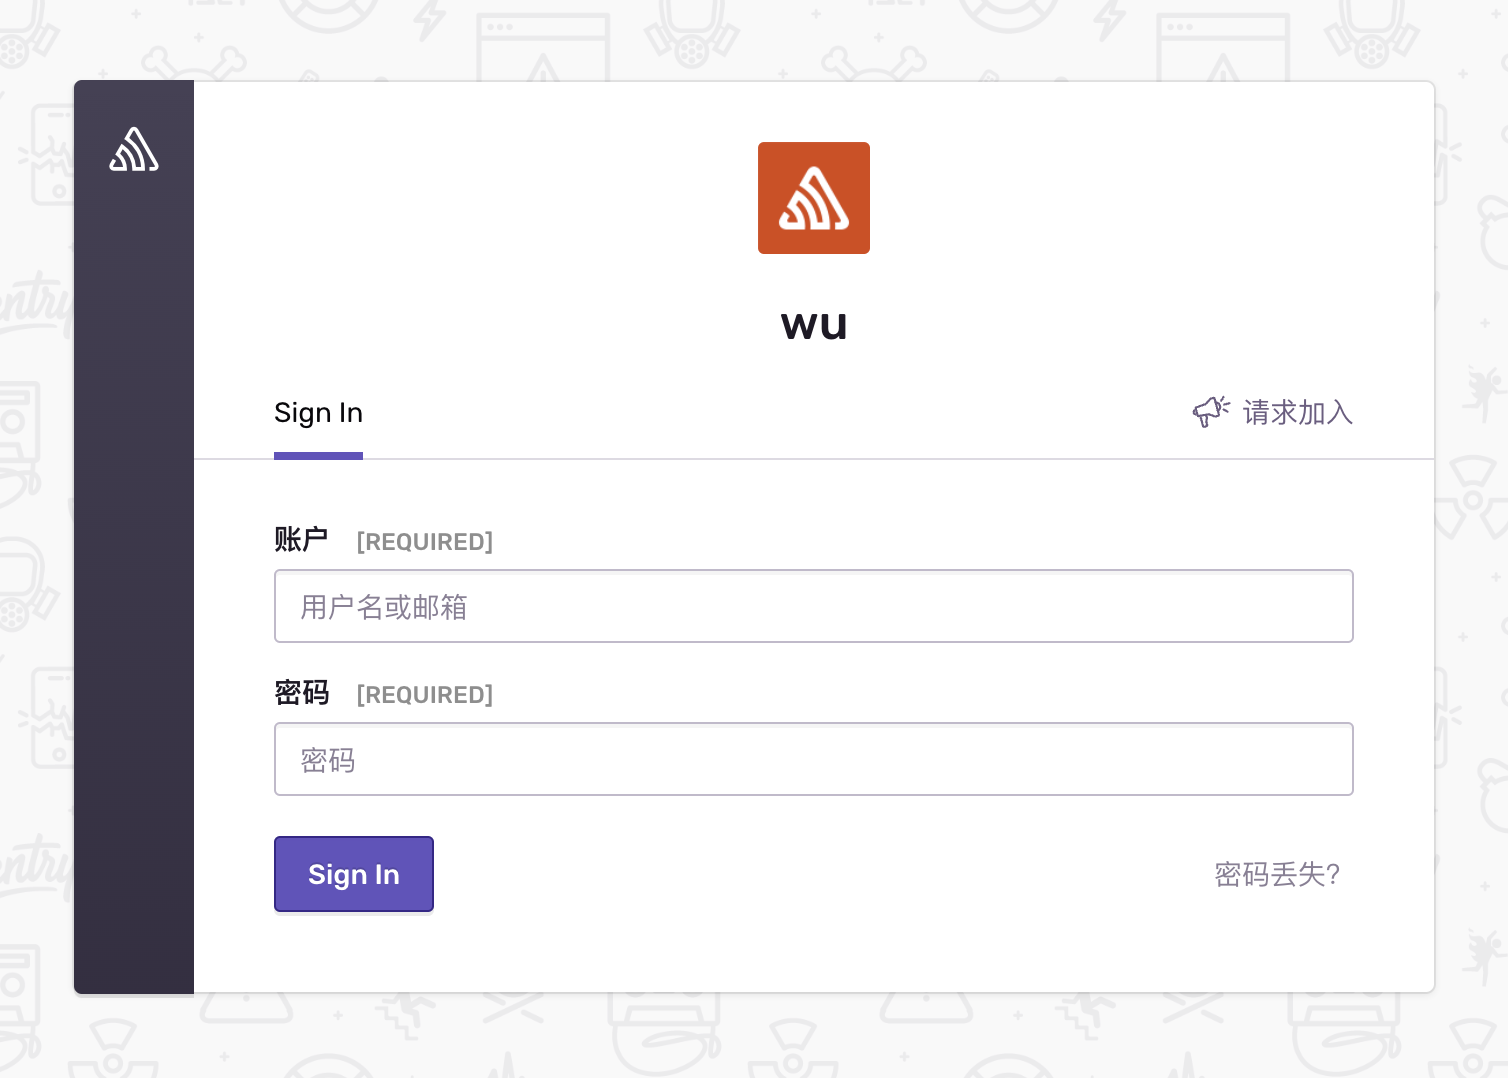 wu
Sign In
请求加入
账户 [REQUIRED]
用户名或邮箱
密码 [REQUIRED]
密码
Sign In
密码丢失?